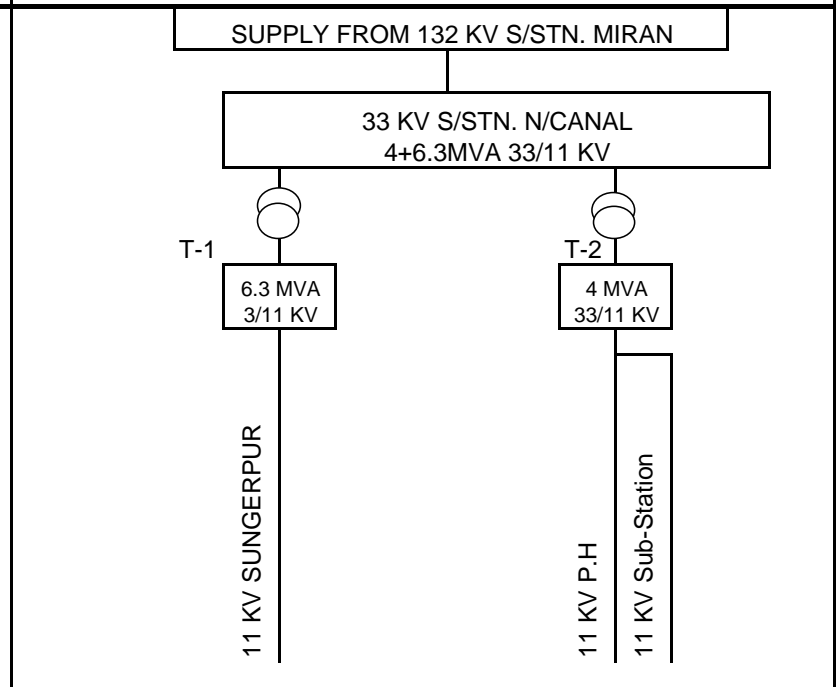 SUPPLY FROM 132 KV S/STN. MIRAN
33 KV S/STN. N/CANAL
4+6.3MVA 33/11 KV
T-1
T-2
6.3 MVA
3/11 KV
4 MVA
33/11 KV
11 KV SUNGERPUR
11 KV P.H
11 KV Sub-Station